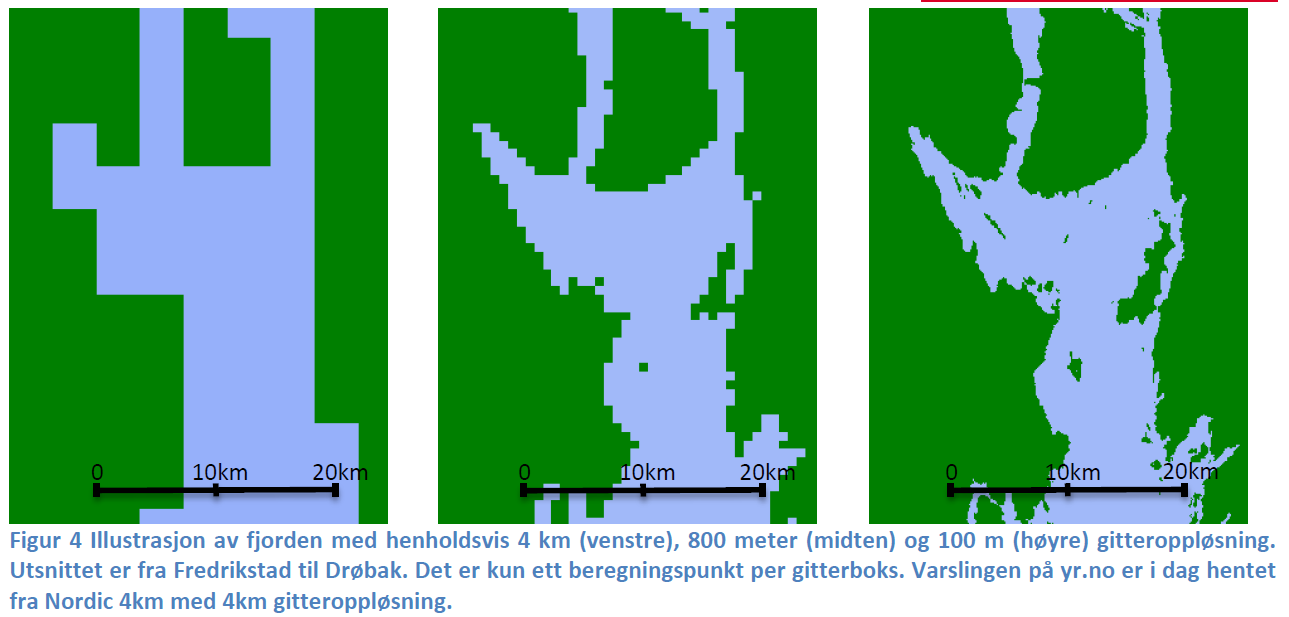 0 10km 20km
0 10km 20km
0 10km 20km
Figur 4 Illustrasjon av fjorden med henholdsvis 4 km (venstre), 800 meter (midten) og 100 m (høyre) gitteroppløsning.
Utsnittet er fra Fredrikstad til Drøbak. Det er kun ett beregningspunkt per gitterboks. Varslingen på yr.no er i dag hentet
fra Nordic 4km med 4km gitteroppløsning.